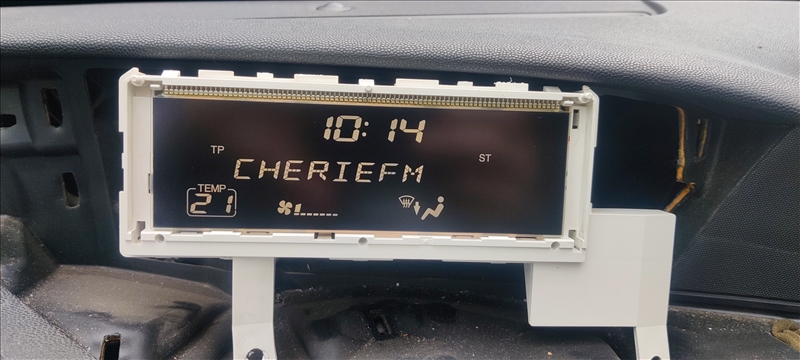 10:14
TP
ST
CHERIEFM
TEMP
21